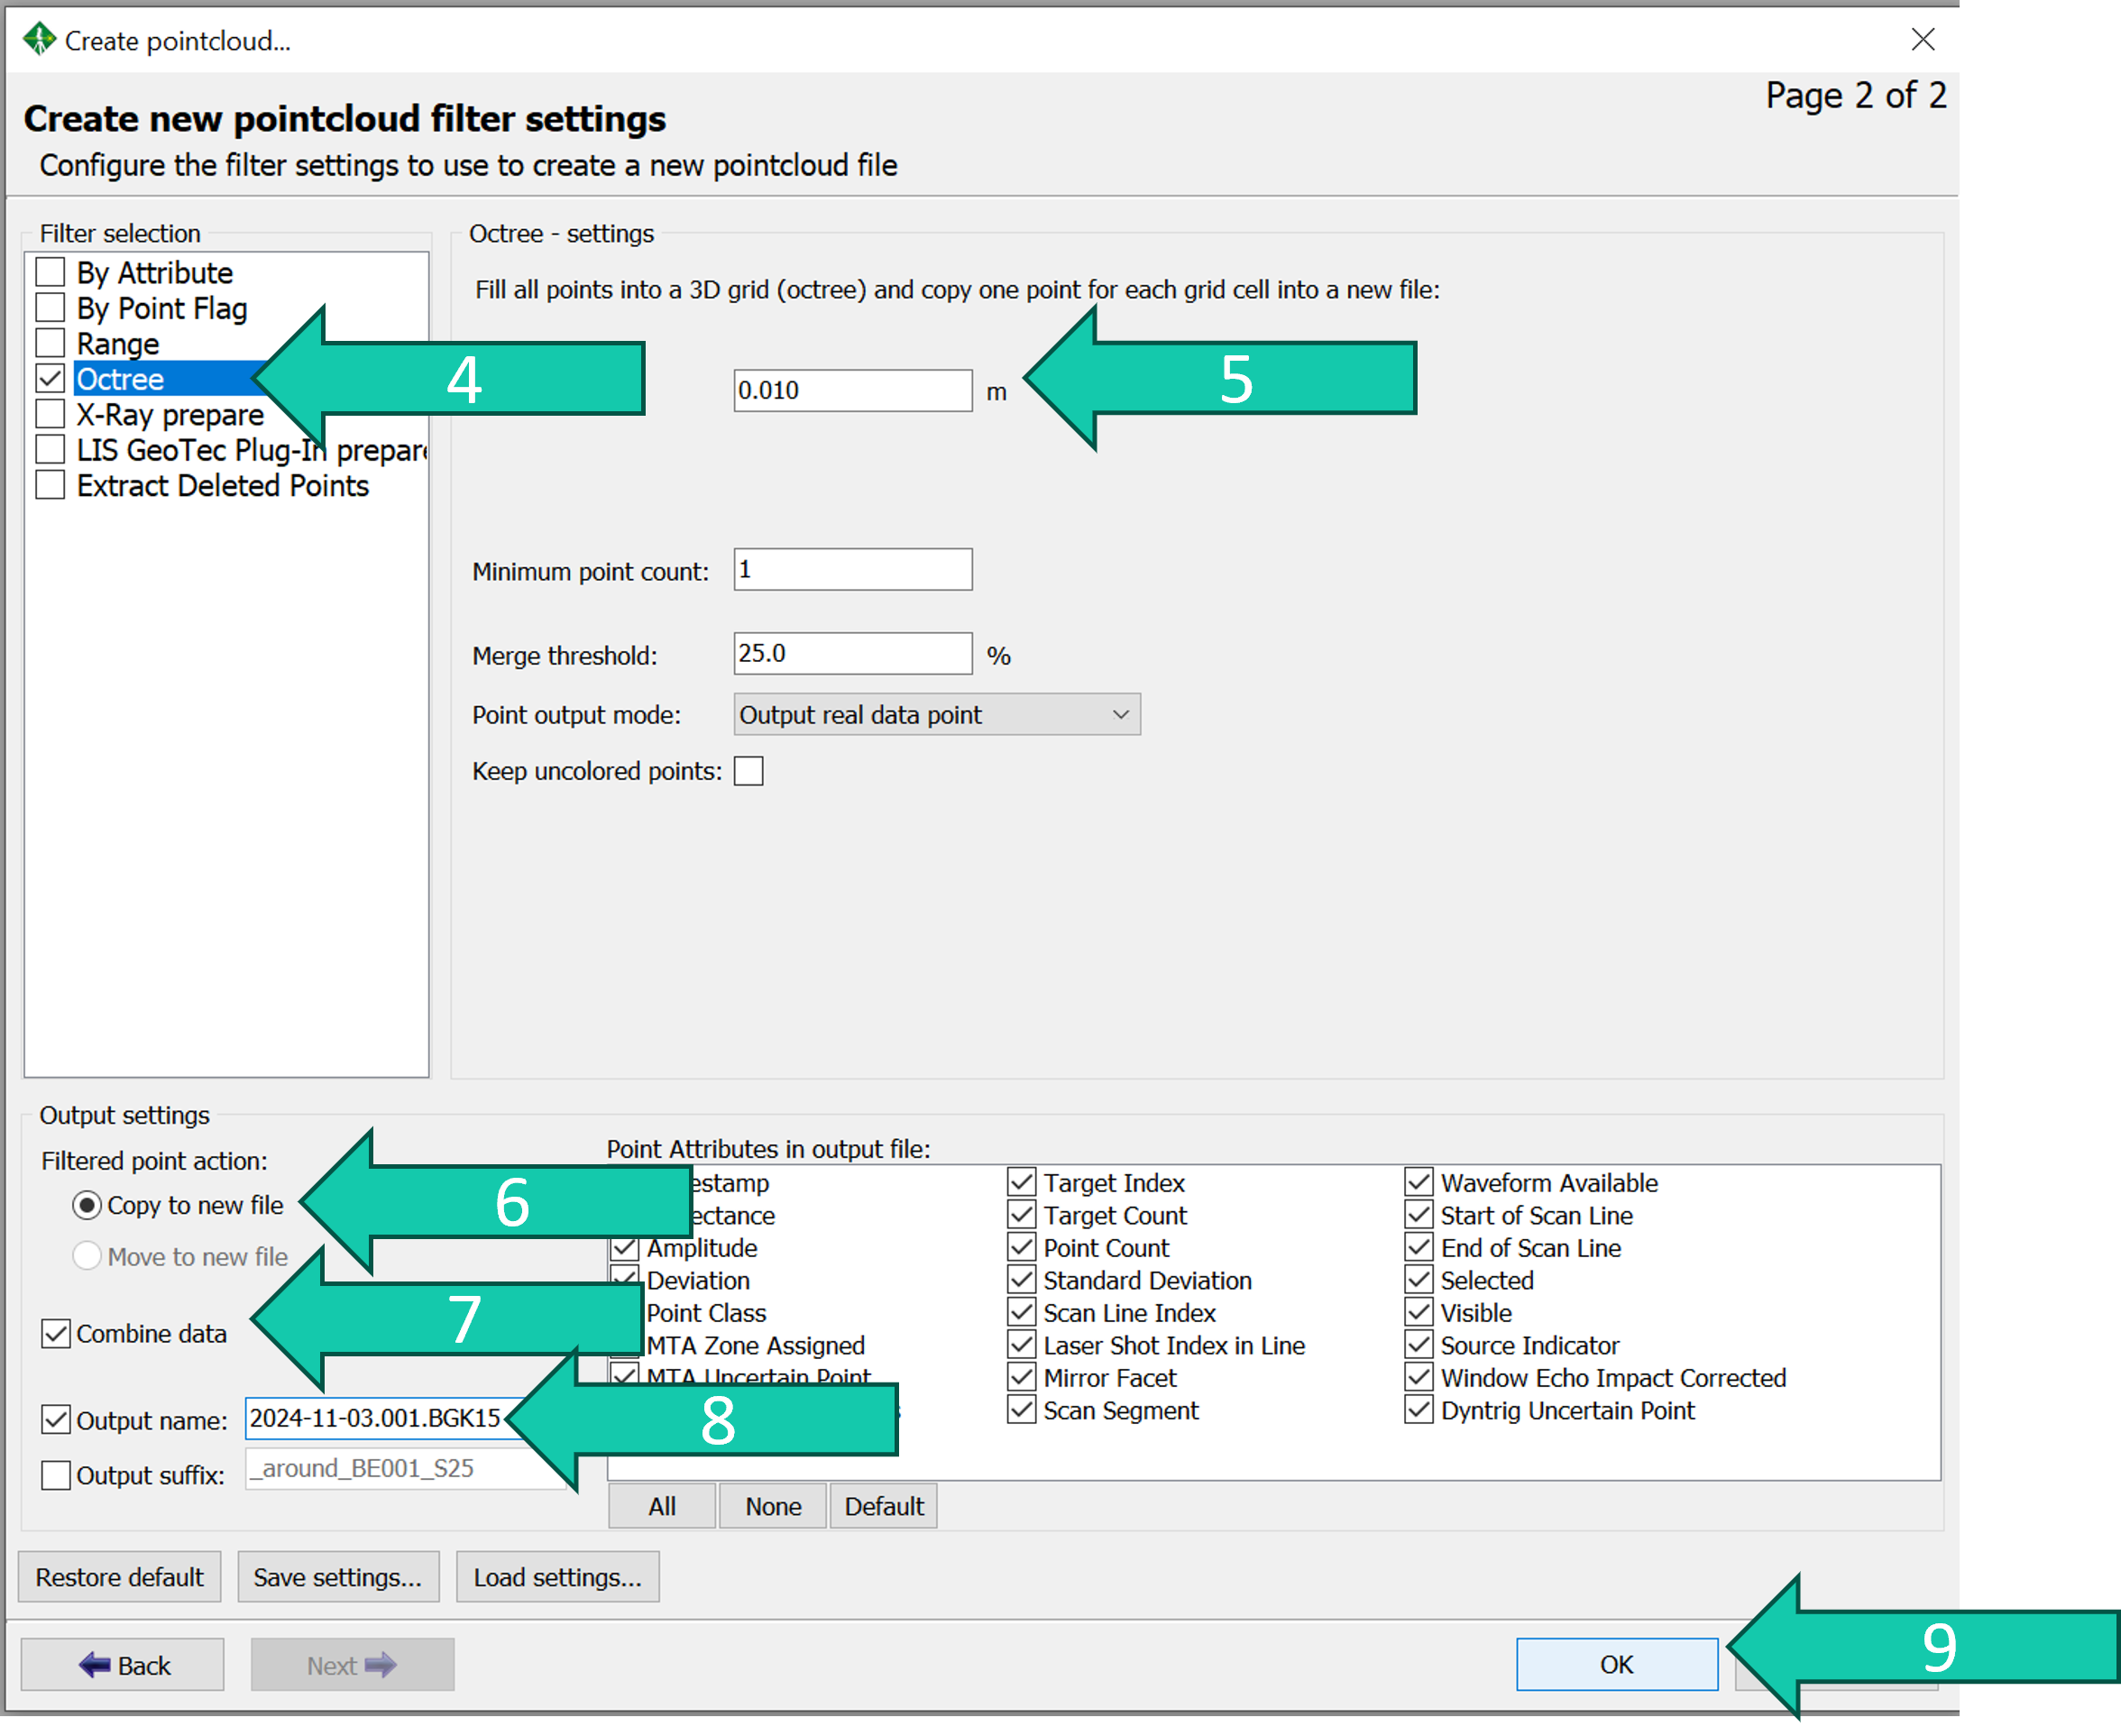 Create pointcloud...
Page 2 of 2
Create new pointcloud filter settings
Configure the filter settings to use to create a new pointcloud file
Filter selection
By Attribute
By Point Flag
Range
Octree
X-Ray prepare
LIS GeoTec Plug-In prepare
Extract Deleted Points
4
Octree - settings
Fill all points into a 3D grid (octree) and copy one point for each grid cell into a new file:
0.010 m
5
Minimum point count: 1
Merge threshold: 25.0 %
Point output mode: Output real data point
Keep uncolored points:
Output settings
Filtered point action:
Copy to new file
6
Move to new file
Combine data
7
Output name: 2024-11-03.001.BGK15
8
Output suffix: _around_BE001_S25
Point Attributes in output file:
estamp
ectance
Amplitude
Deviation
Point Class
MTA Zone Assigned
MTA Uncertain Point
Target Index
Target Count
Point Count
Standard Deviation
Scan Line Index
Laser Shot Index in Line
Mirror Facet
Scan Segment
Waveform Available
Start of Scan Line
End of Scan Line
Selected
Visible
Source Indicator
Window Echo Impact Corrected
Dyntrig Uncertain Point
All None Default
Restore default Save settings... Load settings...
Back Next OK
9